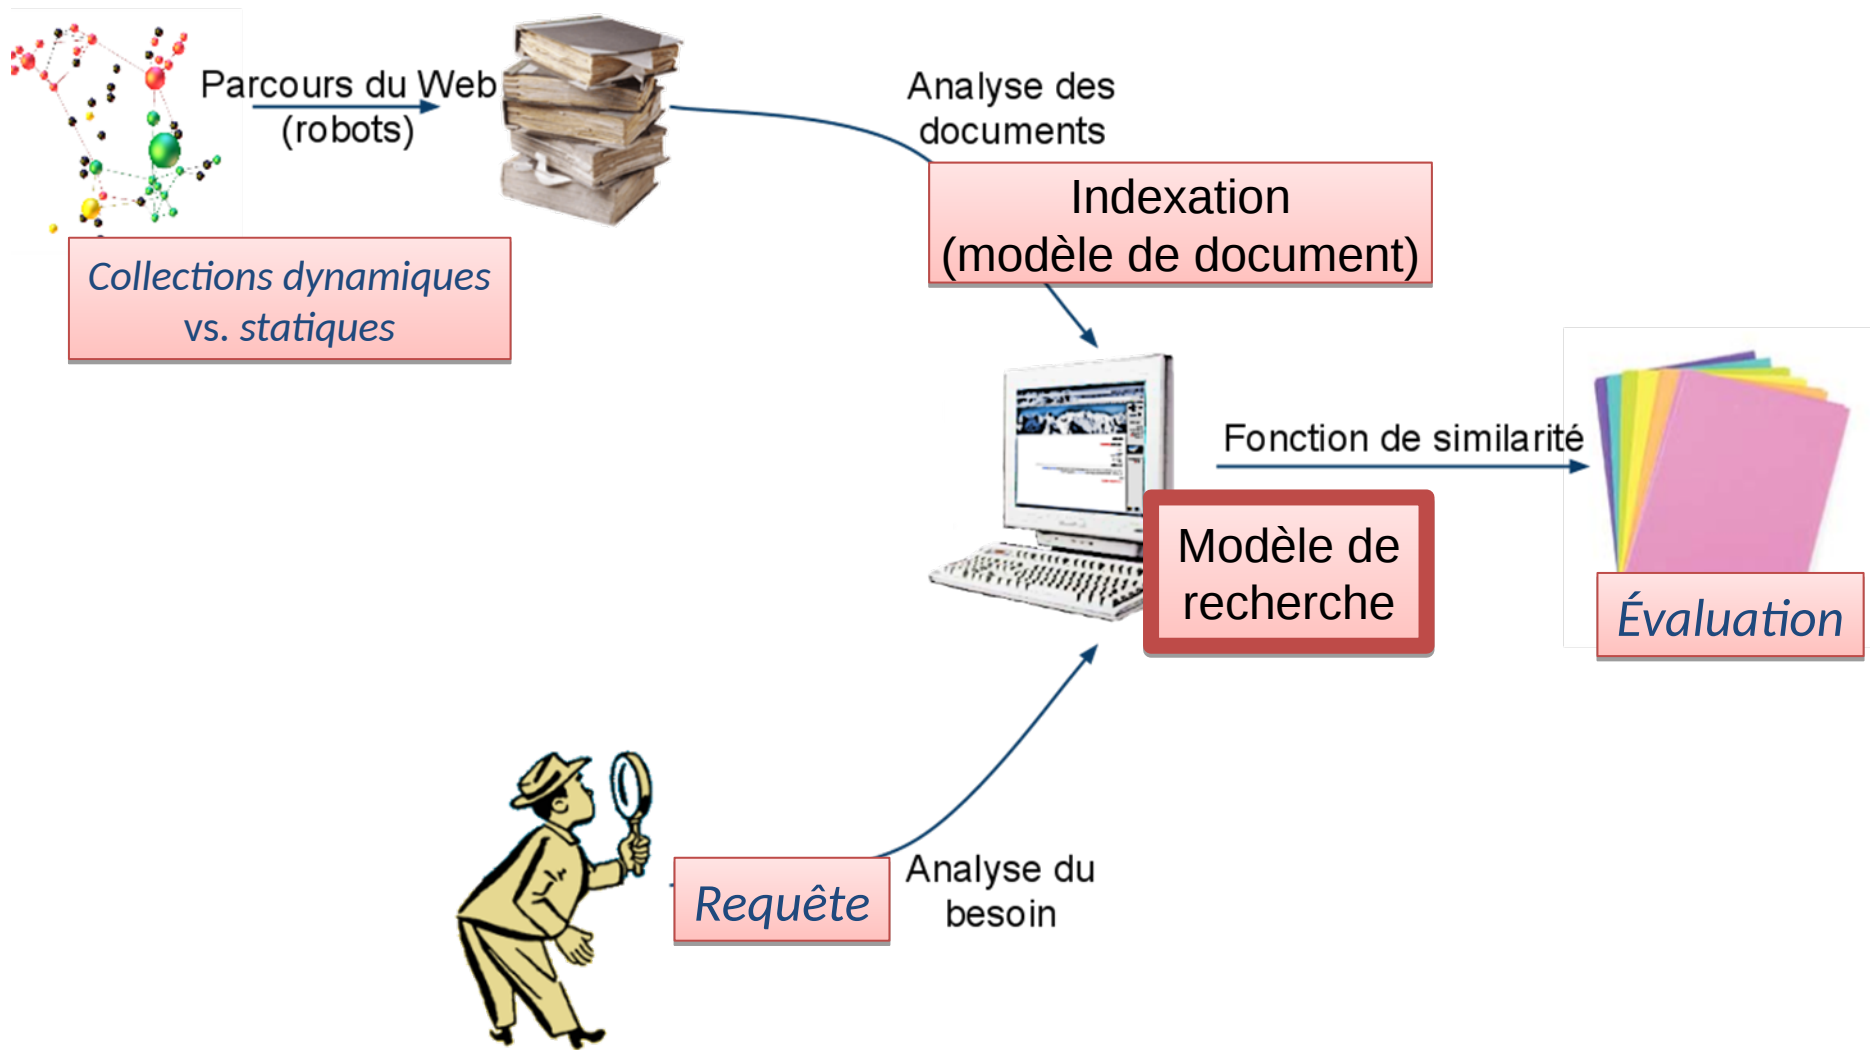 Parcours du Web
(robots)
Collections dynamiques
vs. statiques
Analyse des
documents
Indexation
(modèle de document)
Fonction de similarité
Modèle de
recherche
Évaluation
Requête
Analyse du
besoin